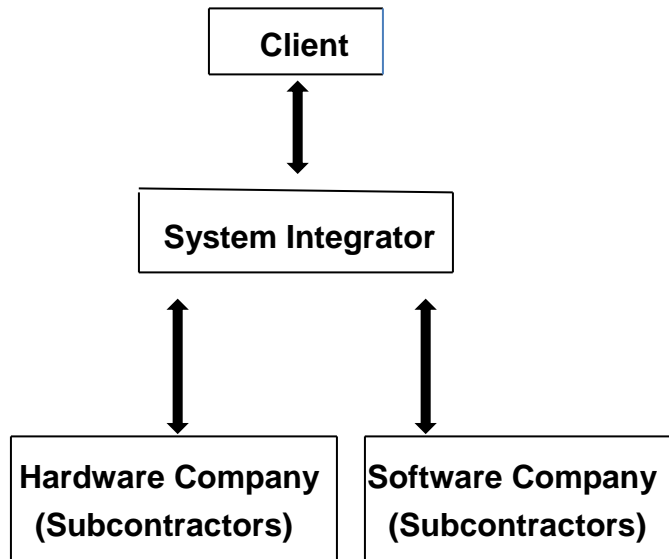 Client
System Integrator
Hardware Company
(Subcontractors)
Software Company
(Subcontractors)